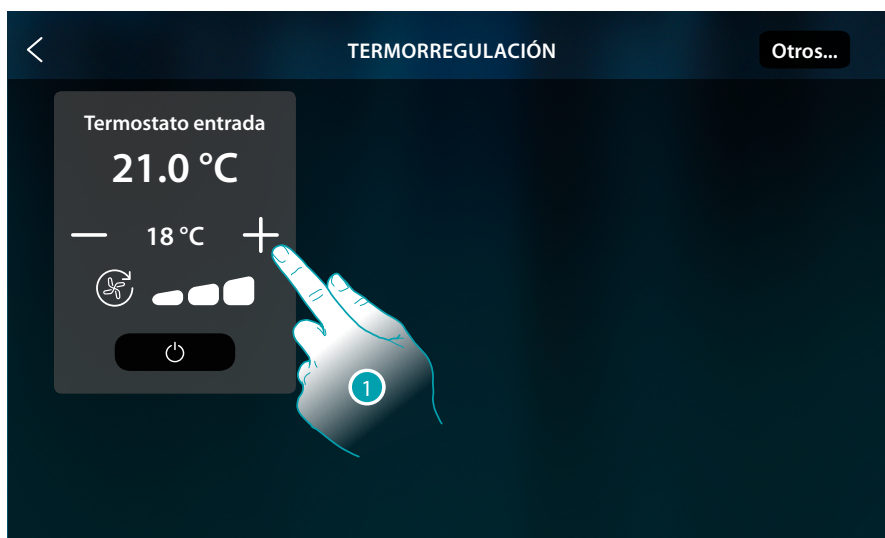 TERMORREGULACIÓN
Otros...
Termostato entrada
21.0 °C
18 °C
1